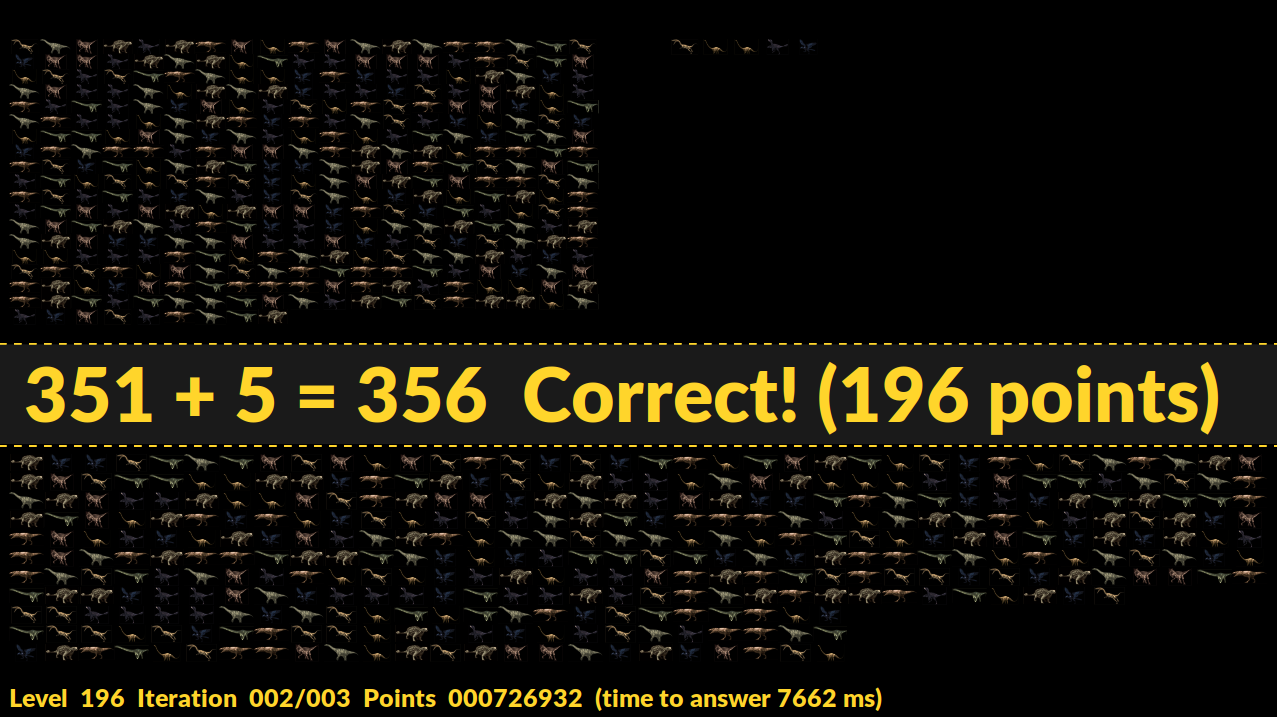 351 + 5 = 356 Correct! (196 points)
Level 196 Iteration 002/003 Points 000726932 (time to answer 7662 ms)